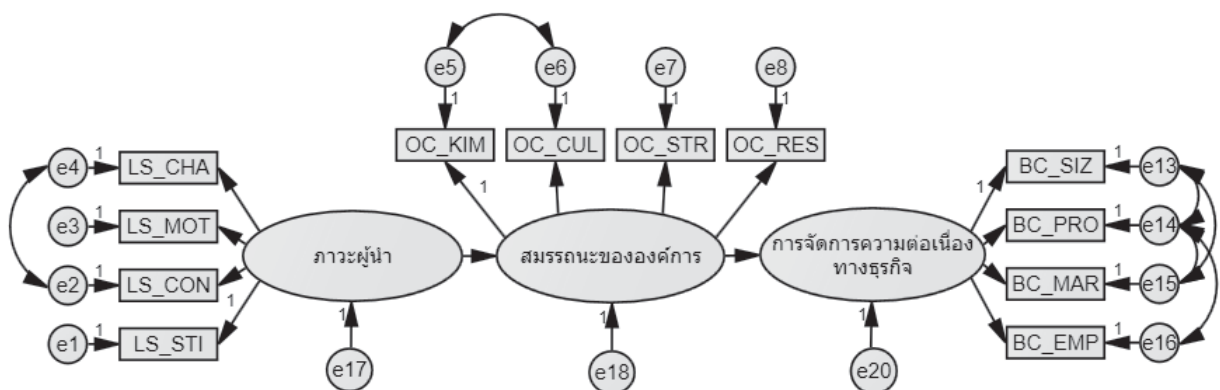 e5
e6
e7
e8
1
1
1
1
OC_KIM
OC_CUL
OC_STR
OC_RES
e4
1
LS_CHA
e3
1
LS_MOT
e2
1
LS_CON
e1
1
LS_STI
1
ภาวะผู้นำ
1
e17
1
สมรรถนะขององค์การ
1
e18
การจัดการความต่อเนื่อง
ทางธุรกิจ
1
e20
1
BC_SIZ
1
e13
BC_PRO
1
e14
BC_MAR
1
e15
BC_EMP
1
e16